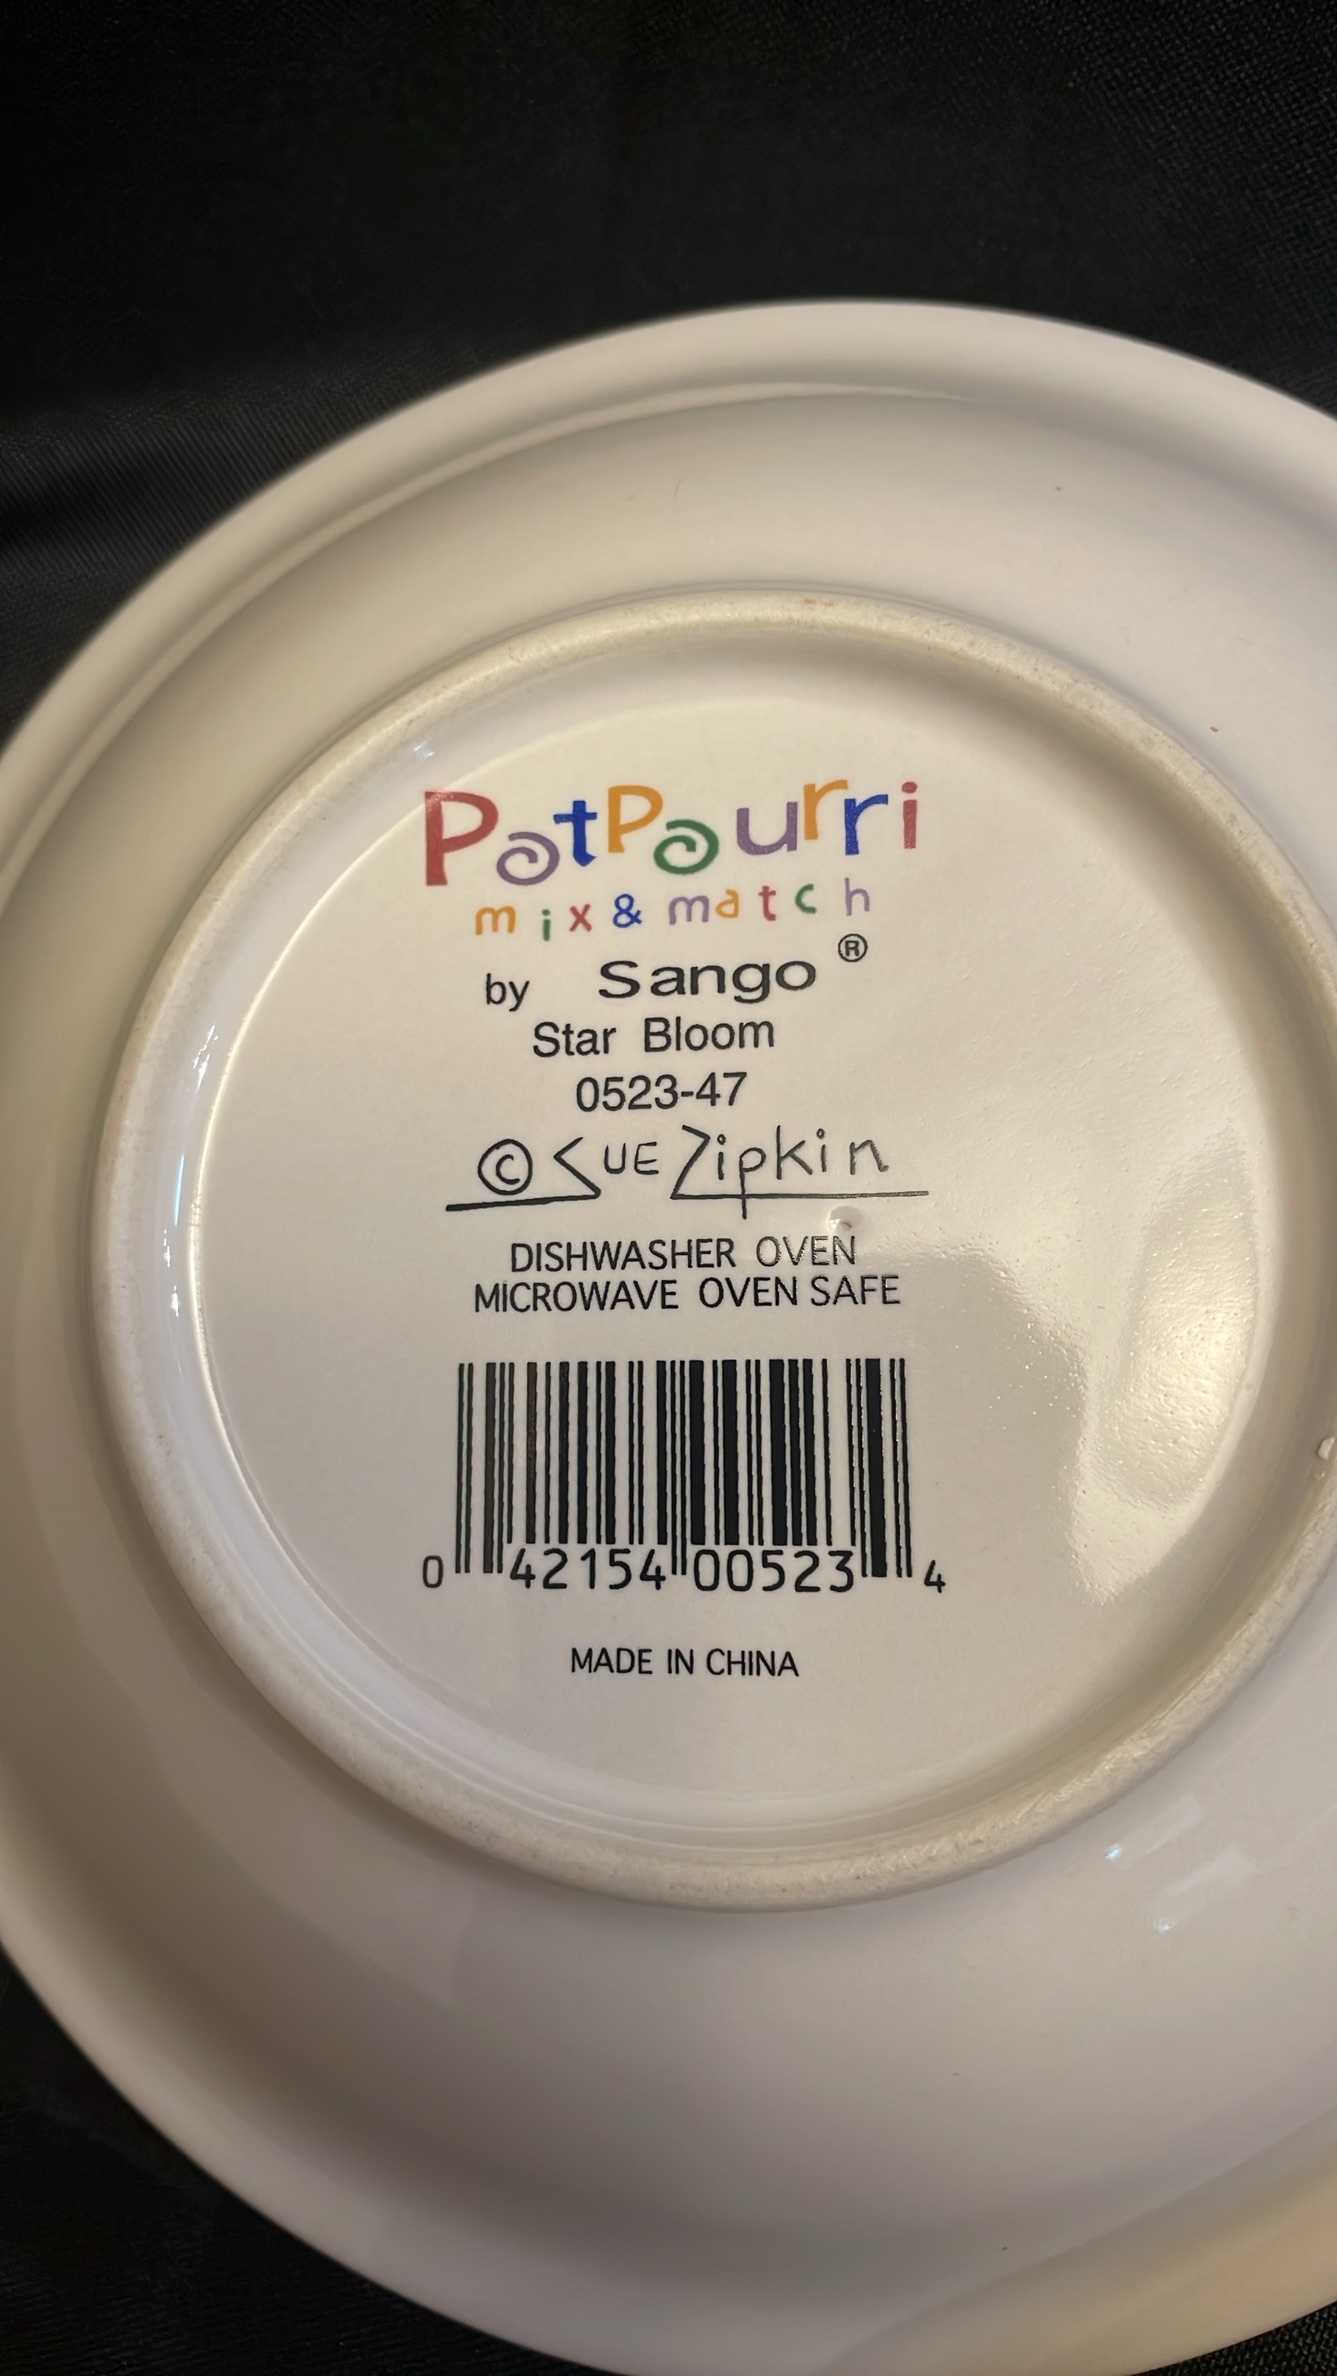 PotPourri
mix & match
by Sango ®
Star Bloom
0523-47
© SUE Zipkin
DISHWASHER OVEN
MICROWAVE OVEN SAFE
0 42154 00523 4
MADE IN CHINA